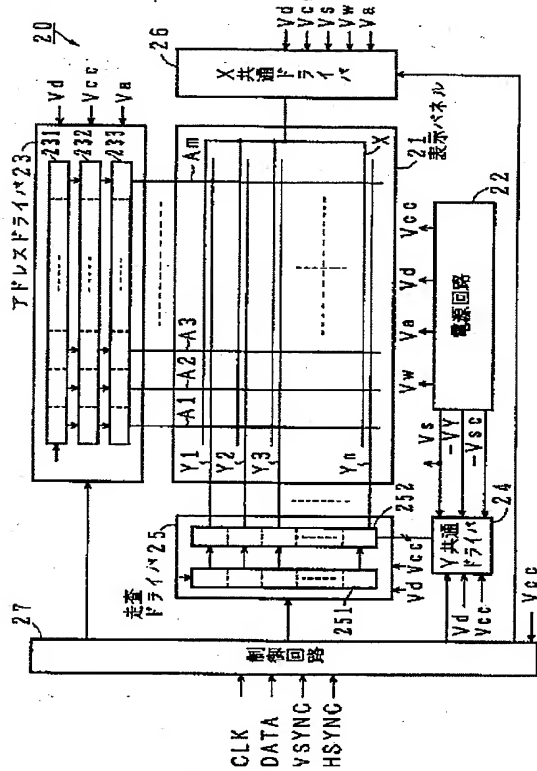 20
アドレスドライバ23
231
232
233
Vd
Vcc
Va
26
X共通ドライバ
Vd
Vcc
Vs
Vw
Va
Am
A1
A2
A3
Y1
Y2
Y3
Yn
X
21
表示パネル
走査
ドライバ25
251
252
Vd
Vcc
22
電源回路
Vw
Va
Vd
Vcc
Vs
-VY
-Vsc
24
Y共通
ドライバ
Vd
Vcc
27
制御回路
CLK
DATA
VSYNC
HSYNC
Vcc